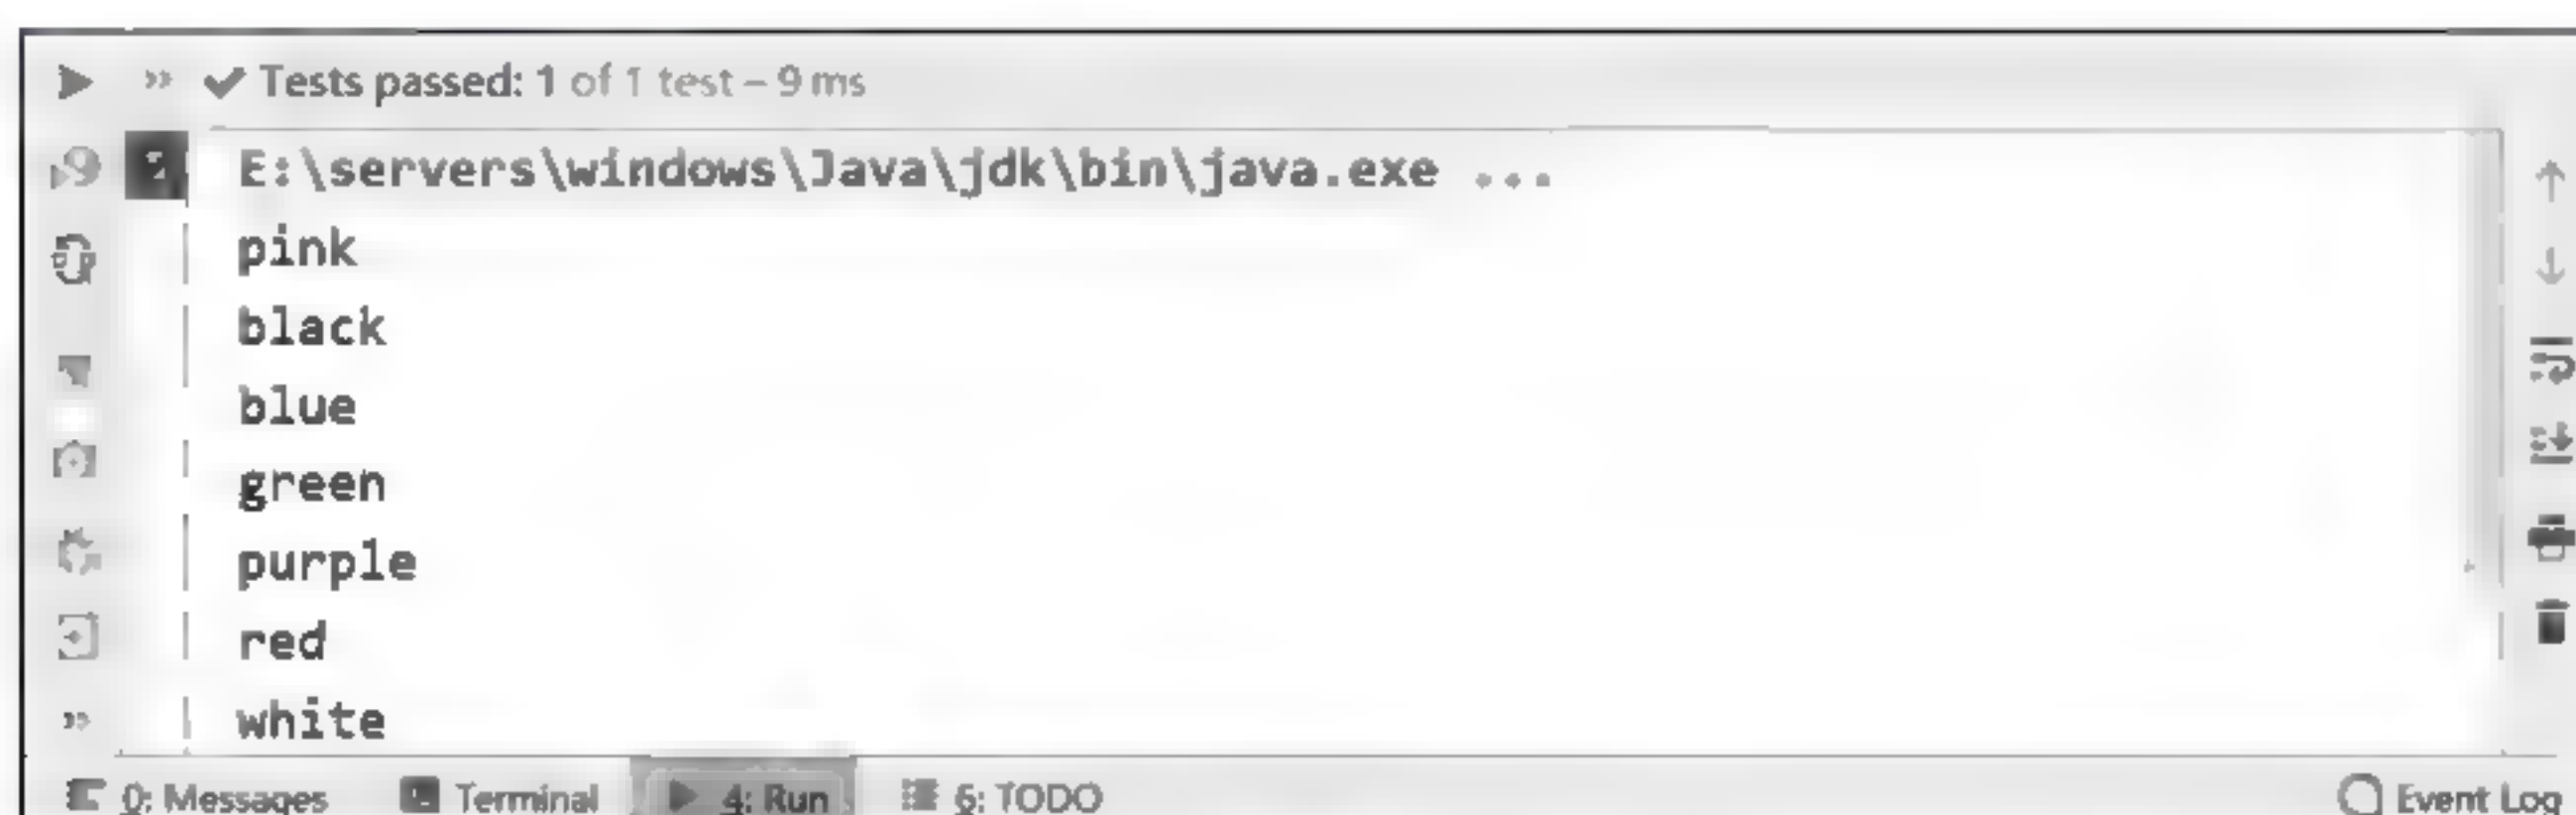 Tests passed: 1 of 1 test – 9 ms
E:\servers\windows\Java\jdk\bin\java.exe ...
pink
black
blue
green
purple
red
white
0: Messages Terminal 4: Run 6: TODO Event Log